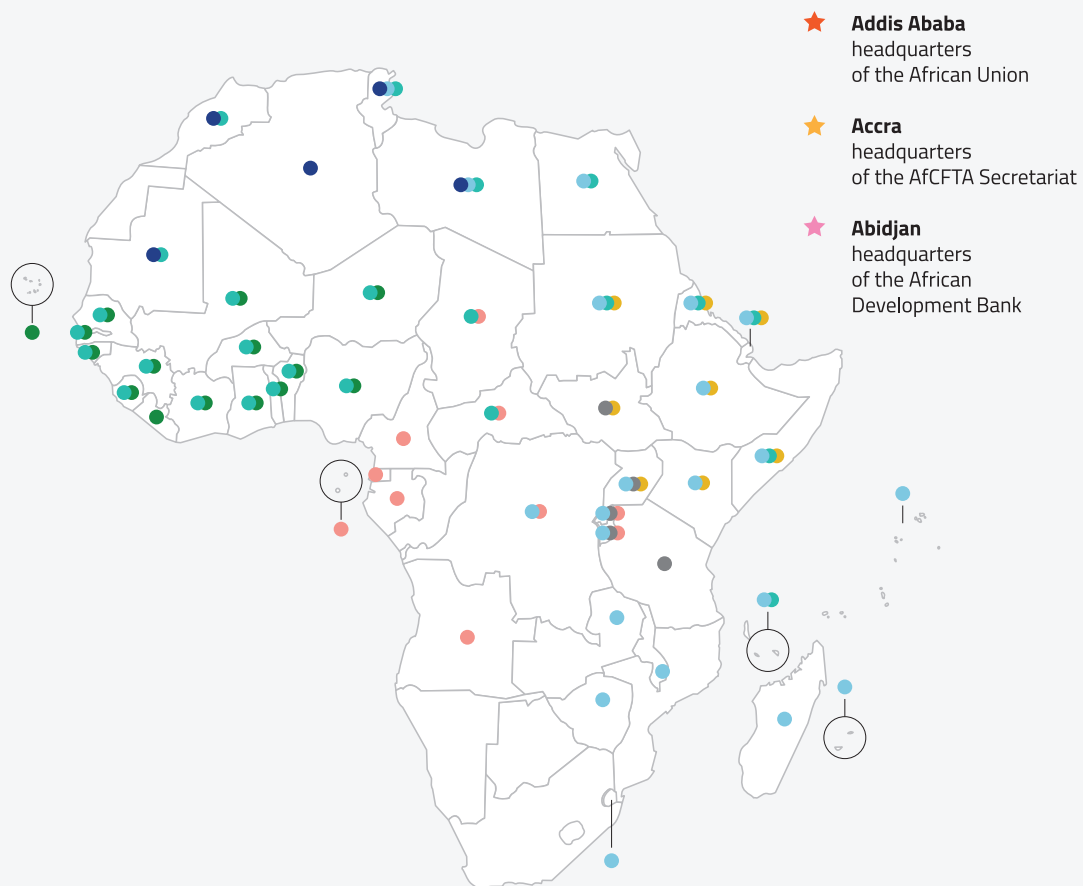 Addis Ababa
headquarters
of the African Union
Accra
headquarters
of the AfCFTA Secretariat
Abidjan
headquarters
of the African
Development Bank